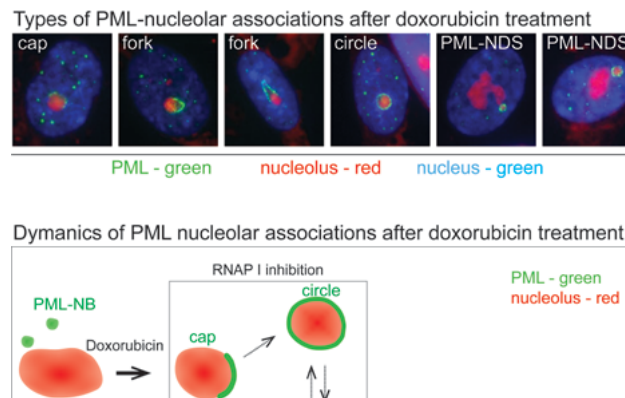 Types of PML-nucleolar associations after doxorubicin treatment
cap fork fork circle PML-NDS PML-NDS
PML - green nucleolus - red nucleus - green
Dymanics of PML nucleolar associations after doxorubicin treatment
RNAP I inhibition
circle
PML - green
nucleolus - red
PML-NB
cap
Doxorubicin